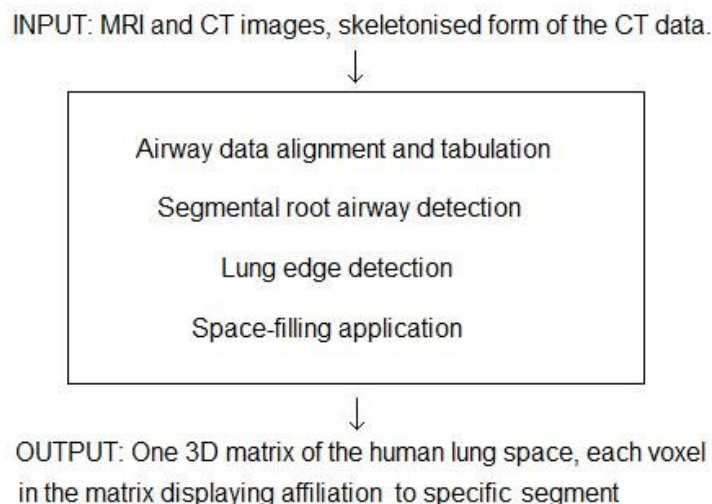 INPUT: MRI and CT images, skeletonised form of the CT data.
Airway data alignment and tabulation
Segmental root airway detection
Lung edge detection
Space-filling application
OUTPUT: One 3D matrix of the human lung space, each voxel
in the matrix displaying affiliation to specific segment